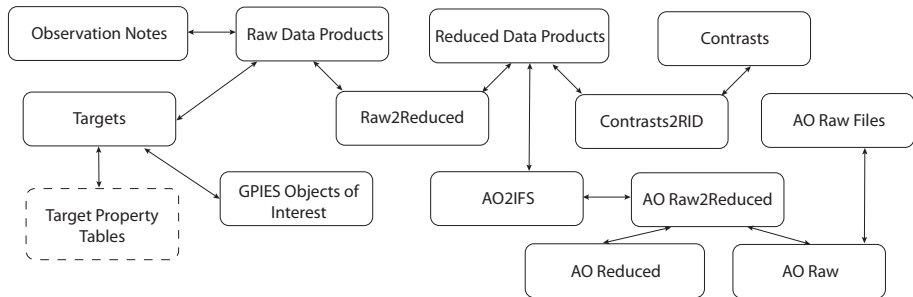 Observation Notes
Raw Data Products
Reduced Data Products
Contrasts
Targets
Raw2Reduced
Contrasts2RID
AO Raw Files
Target Property
Tables
GPIES Objects of
Interest
AO2IFS
AO Raw2Reduced
AO Reduced
AO Raw